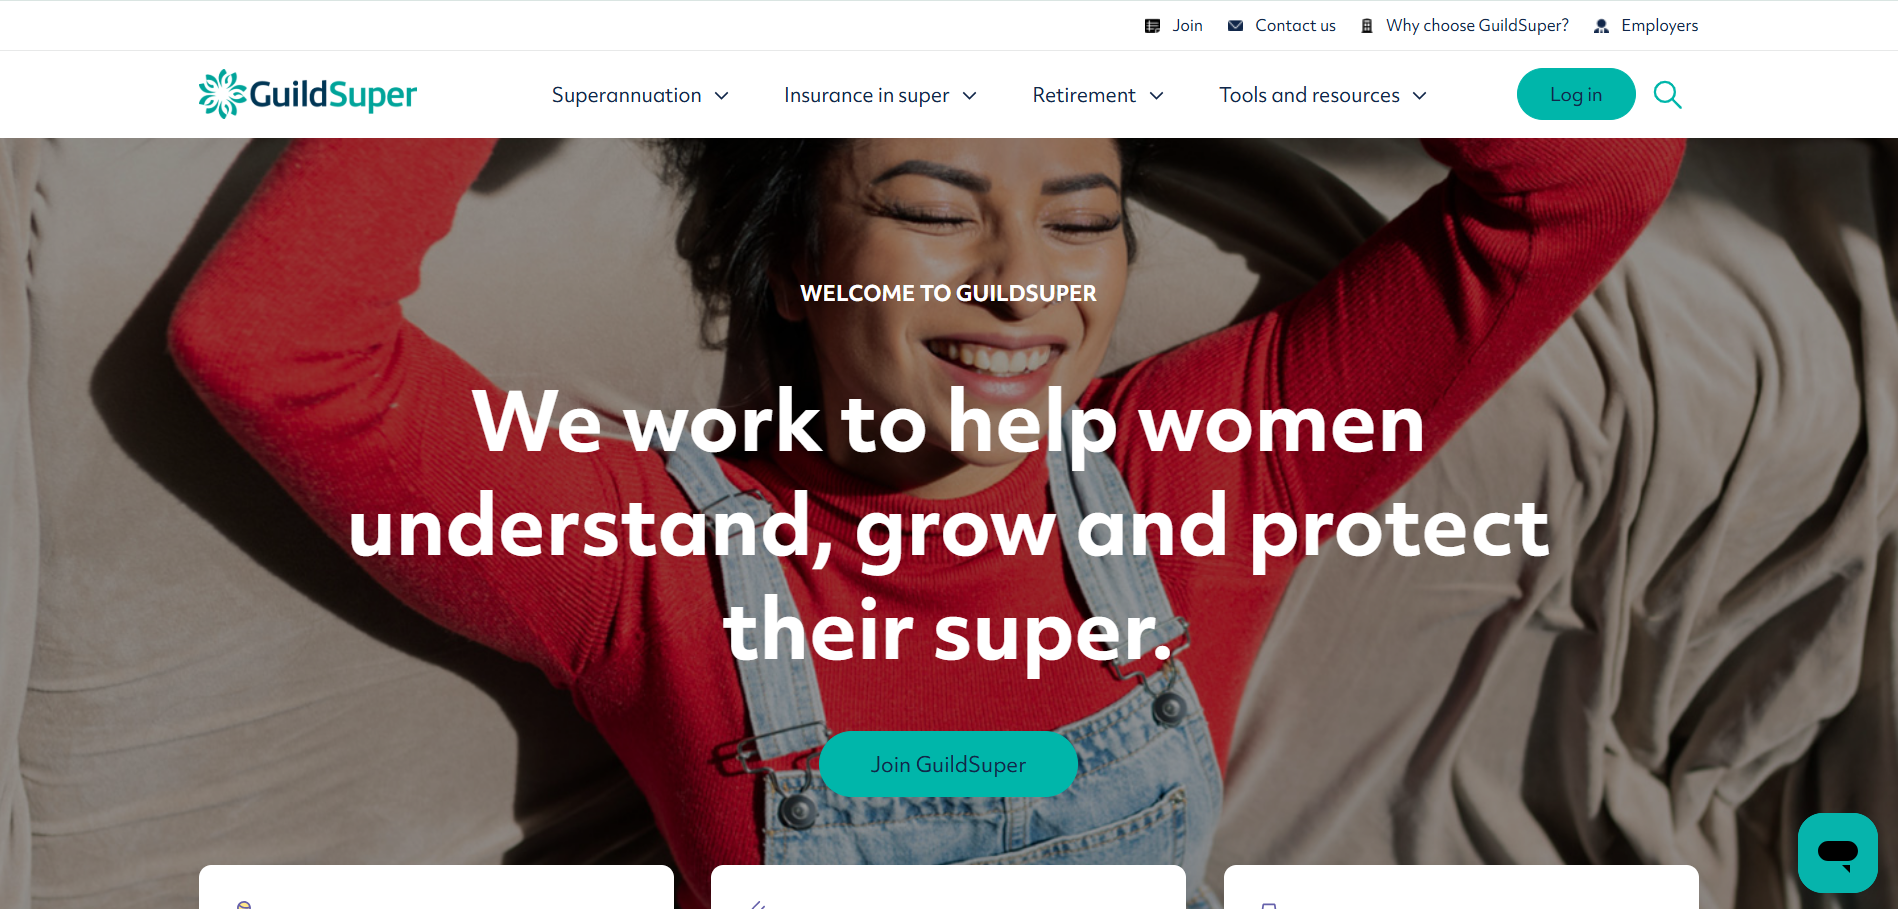 Join
Contact us
Why choose GuildSuper?
Employers
GuildSuper
Superannuation
Insurance in super
Retirement
Tools and resources
Log in
WELCOME TO GUILDSUPER
We work to help women
understand, grow and protect
their super.
Join GuildSuper